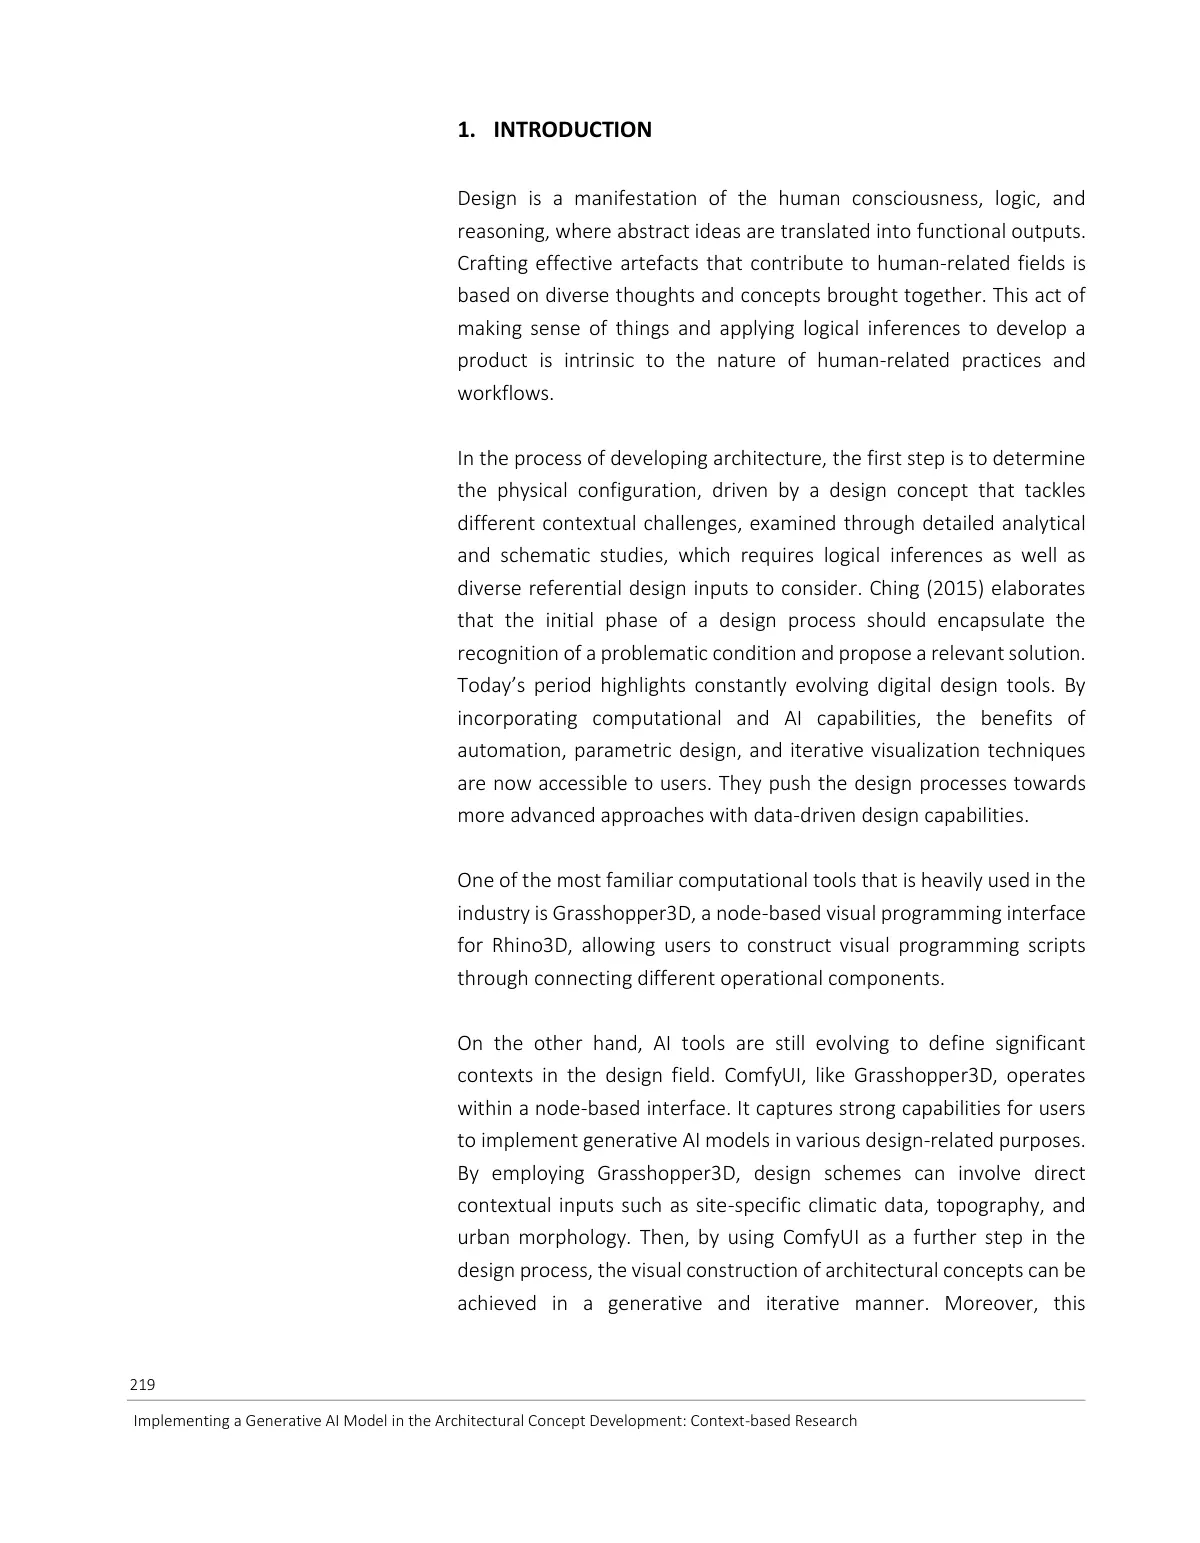 1. INTRODUCTION
Design is a manifestation of the human consciousness, logic, and
reasoning, where abstract ideas are translated into functional outputs.
Crafting effective artefacts that contribute to human-related fields is
based on diverse thoughts and concepts brought together. This act of
making sense of things and applying logical inferences to develop a
product is intrinsic to the nature of human-related practices and
workflows.
In the process of developing architecture, the first step is to determine
the physical configuration, driven by a design concept that tackles
different contextual challenges, examined through detailed analytical
and schematic studies, which requires logical inferences as well as
diverse referential design inputs to consider. Ching (2015) elaborates
that the initial phase of a design process should encapsulate the
recognition of a problematic condition and propose a relevant solution.
Today’s period highlights constantly evolving digital design tools. By
incorporating computational and AI capabilities, the benefits of
automation, parametric design, and iterative visualization techniques
are now accessible to users. They push the design processes towards
more advanced approaches with data-driven design capabilities.
One of the most familiar computational tools that is heavily used in the
industry is Grasshopper3D, a node-based visual programming interface
for Rhino3D, allowing users to construct visual programming scripts
through connecting different operational components.
On the other hand, AI tools are still evolving to define significant
contexts in the design field. ComfyUI, like Grasshopper3D, operates
within a node-based interface. It captures strong capabilities for users
to implement generative AI models in various design-related purposes.
By employing Grasshopper3D, design schemes can involve direct
contextual inputs such as site-specific climatic data, topography, and
urban morphology. Then, by using ComfyUI as a further step in the
design process, the visual construction of architectural concepts can be
achieved in a generative and iterative manner. Moreover, this
219
Implementing a Generative AI Model in the Architectural Concept Development: Context-based Research